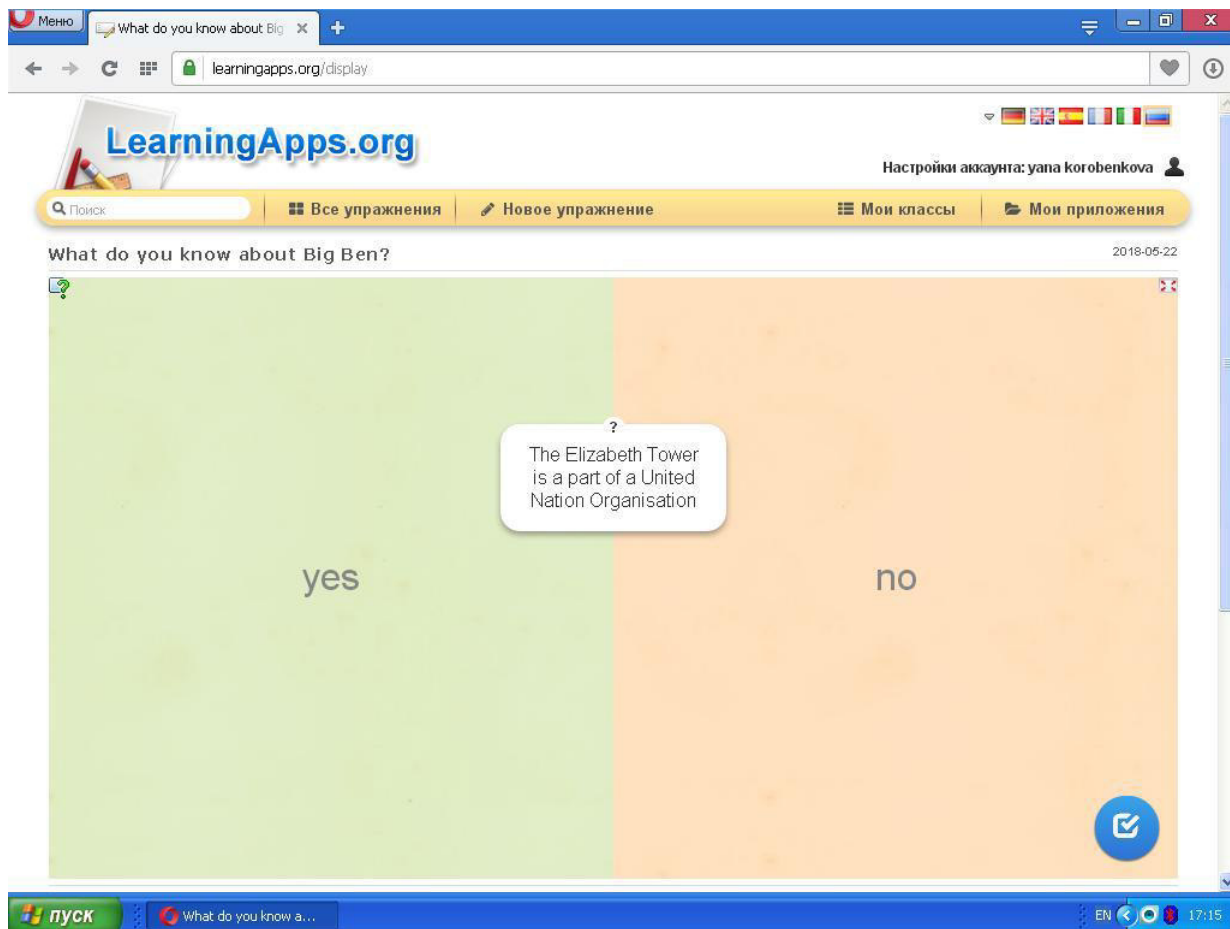 Меню
What do you know about Big
learningapps.org/display
LearningApps.org
Настройки аккаунта: yana korobenkova
Поиск
Все упражнения
Новое упражнение
Мои классы
Мои приложения
What do you know about Big Ben?
2018-05-22
?
The Elizabeth Tower
is a part of a United
Nation Organisation
yes
no
пуск
What do you know a...
EN
17:15